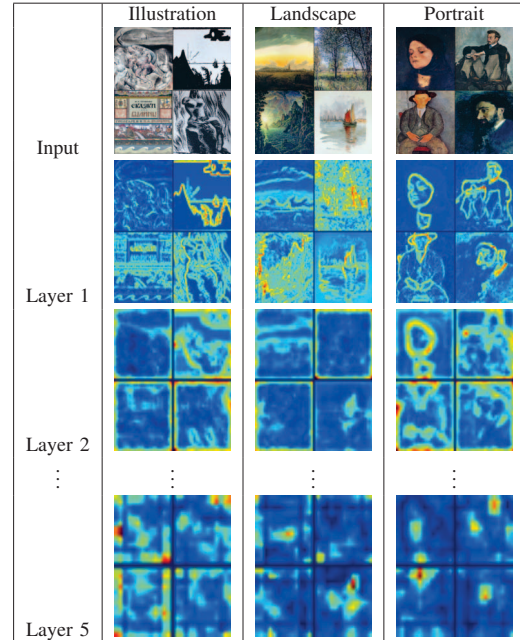 Illustration Landscape Portrait
Input
Layer 1
Layer 2
⋮ ⋮ ⋮ ⋮
Layer 5